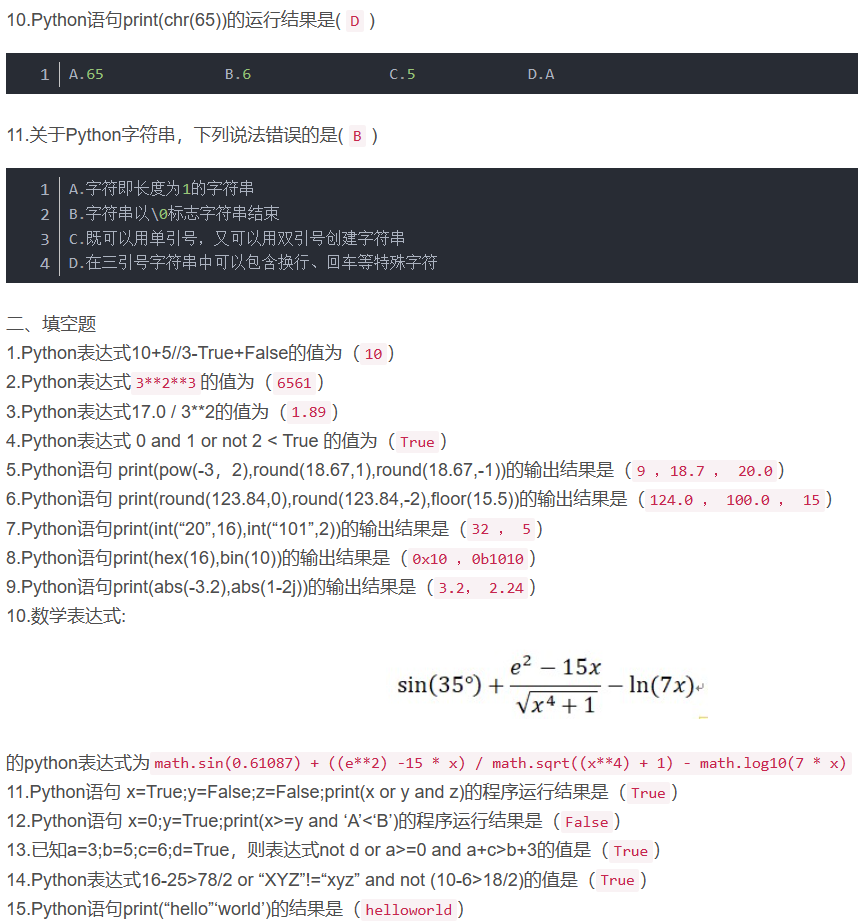 10.Python语句print(chr(65))的运行结果是( D )
1 A.65 B.6 C.5 D.A
11.关于Python字符串，下列说法错误的是( B )
1 A.字符即长度为1的字符串
2 B.字符串以\0标志字符串结束
3 C.既可以用单引号，又可以用双引号创建字符串
4 D.在三引号字符串中可以包含换行、回车等特殊字符
二、填空题
1.Python表达式10+5//3-True+False的值为（ 10 ）
2.Python表达式 3**2**3 的值为（ 6561 ）
3.Python表达式17.0 / 3**2的值为（ 1.89 ）
4.Python表达式 0 and 1 or not 2 < True 的值为（ True ）
5.Python语句 print(pow(-3，2),round(18.67,1),round(18.67,-1))的输出结果是（ 9 ，18.7 ， 20.0 ）
6.Python语句 print(round(123.84,0),round(123.84,-2),floor(15.5))的输出结果是（ 124.0 ， 100.0 ， 15 ）
7.Python语句print(int(“20”,16),int(“101”,2))的输出结果是（ 32 ， 5 ）
8.Python语句print(hex(16),bin(10))的输出结果是（ 0x10 ，0b1010 ）
9.Python语句print(abs(-3.2),abs(1-2j))的输出结果是（ 3.2， 2.24 ）
10.数学表达式:
sin(35°) + (e² − 15x)/√(x⁴ + 1) − ln(7x)↵
的python表达式为 math.sin(0.61087) + ((e**2) -15 * x) / math.sqrt((x**4) + 1) - math.log10(7 * x)
11.Python语句 x=True;y=False;z=False;print(x or y and z)的程序运行结果是（ True ）
12.Python语句 x=0;y=True;print(x>=y and ‘A’<‘B’)的程序运行结果是（ False ）
13.已知a=3;b=5;c=6;d=True，则表达式not d or a>=0 and a+c>b+3的值是（ True ）
14.Python表达式16-25>78/2 or “XYZ”!=“xyz” and not (10-6>18/2)的值是（ True ）
15.Python语句print(“hello”‘world’)的结果是（ helloworld ）